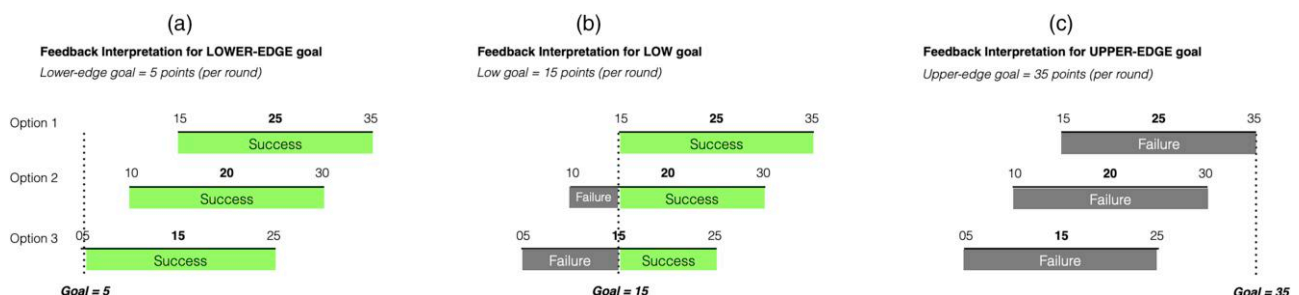 (a)
Feedback Interpretation for LOWER-EDGE goal
Lower-edge goal = 5 points (per round)
Option 1
15 25 35
Success
Option 2
10 20 30
Success
Option 3
05 15 25
Success
Goal = 5
(b)
Feedback Interpretation for LOW goal
Low goal = 15 points (per round)
15 25 35
Success
10 20 30
Failure Success
05 15 25
Failure Success
Goal = 15
(c)
Feedback Interpretation for UPPER-EDGE goal
Upper-edge goal = 35 points (per round)
15 25 35
Failure
10 20 30
Failure
05 15 25
Failure
Goal = 35